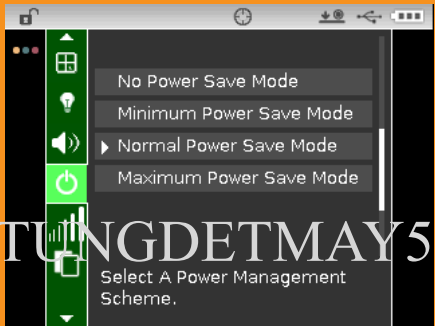 No Power Save Mode
Minimum Power Save Mode
Normal Power Save Mode
Maximum Power Save Mode
TUNGDETMAY5
Select A Power Management
Scheme.